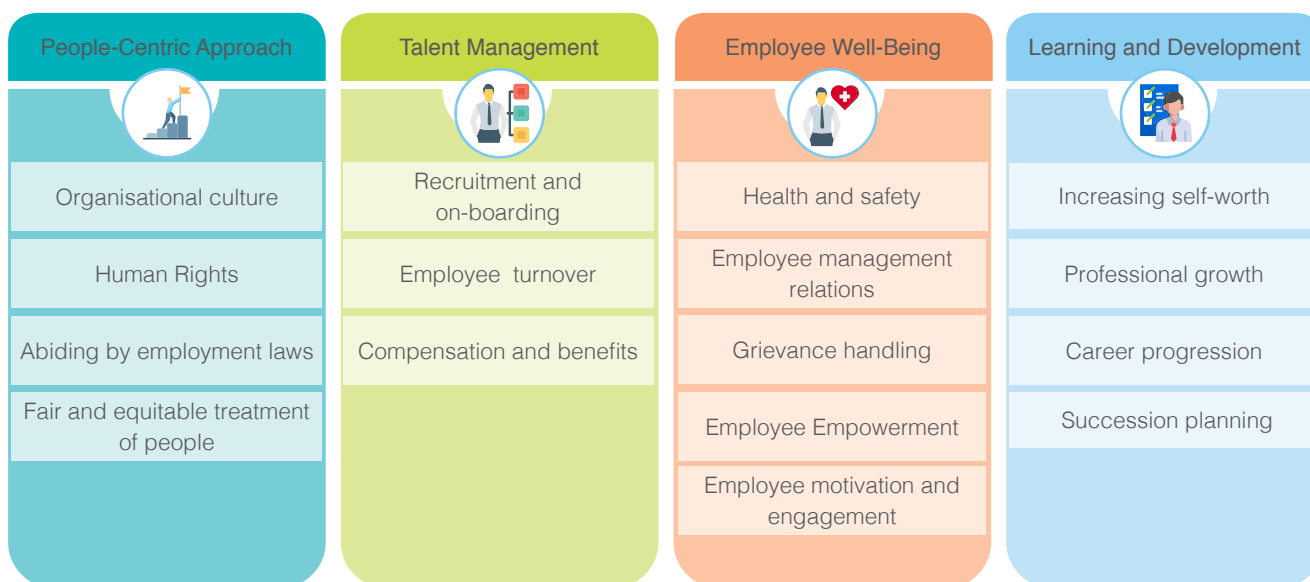 People-Centric Approach
Organisational culture
Human Rights
Abiding by employment laws
Fair and equitable treatment
of people
Talent Management
Recruitment and
on-boarding
Employee turnover
Compensation and benefits
Employee Well-Being
Health and safety
Employee management
relations
Grievance handling
Employee Empowerment
Employee motivation and
engagement
Learning and Development
Increasing self-worth
Professional growth
Career progression
Succession planning